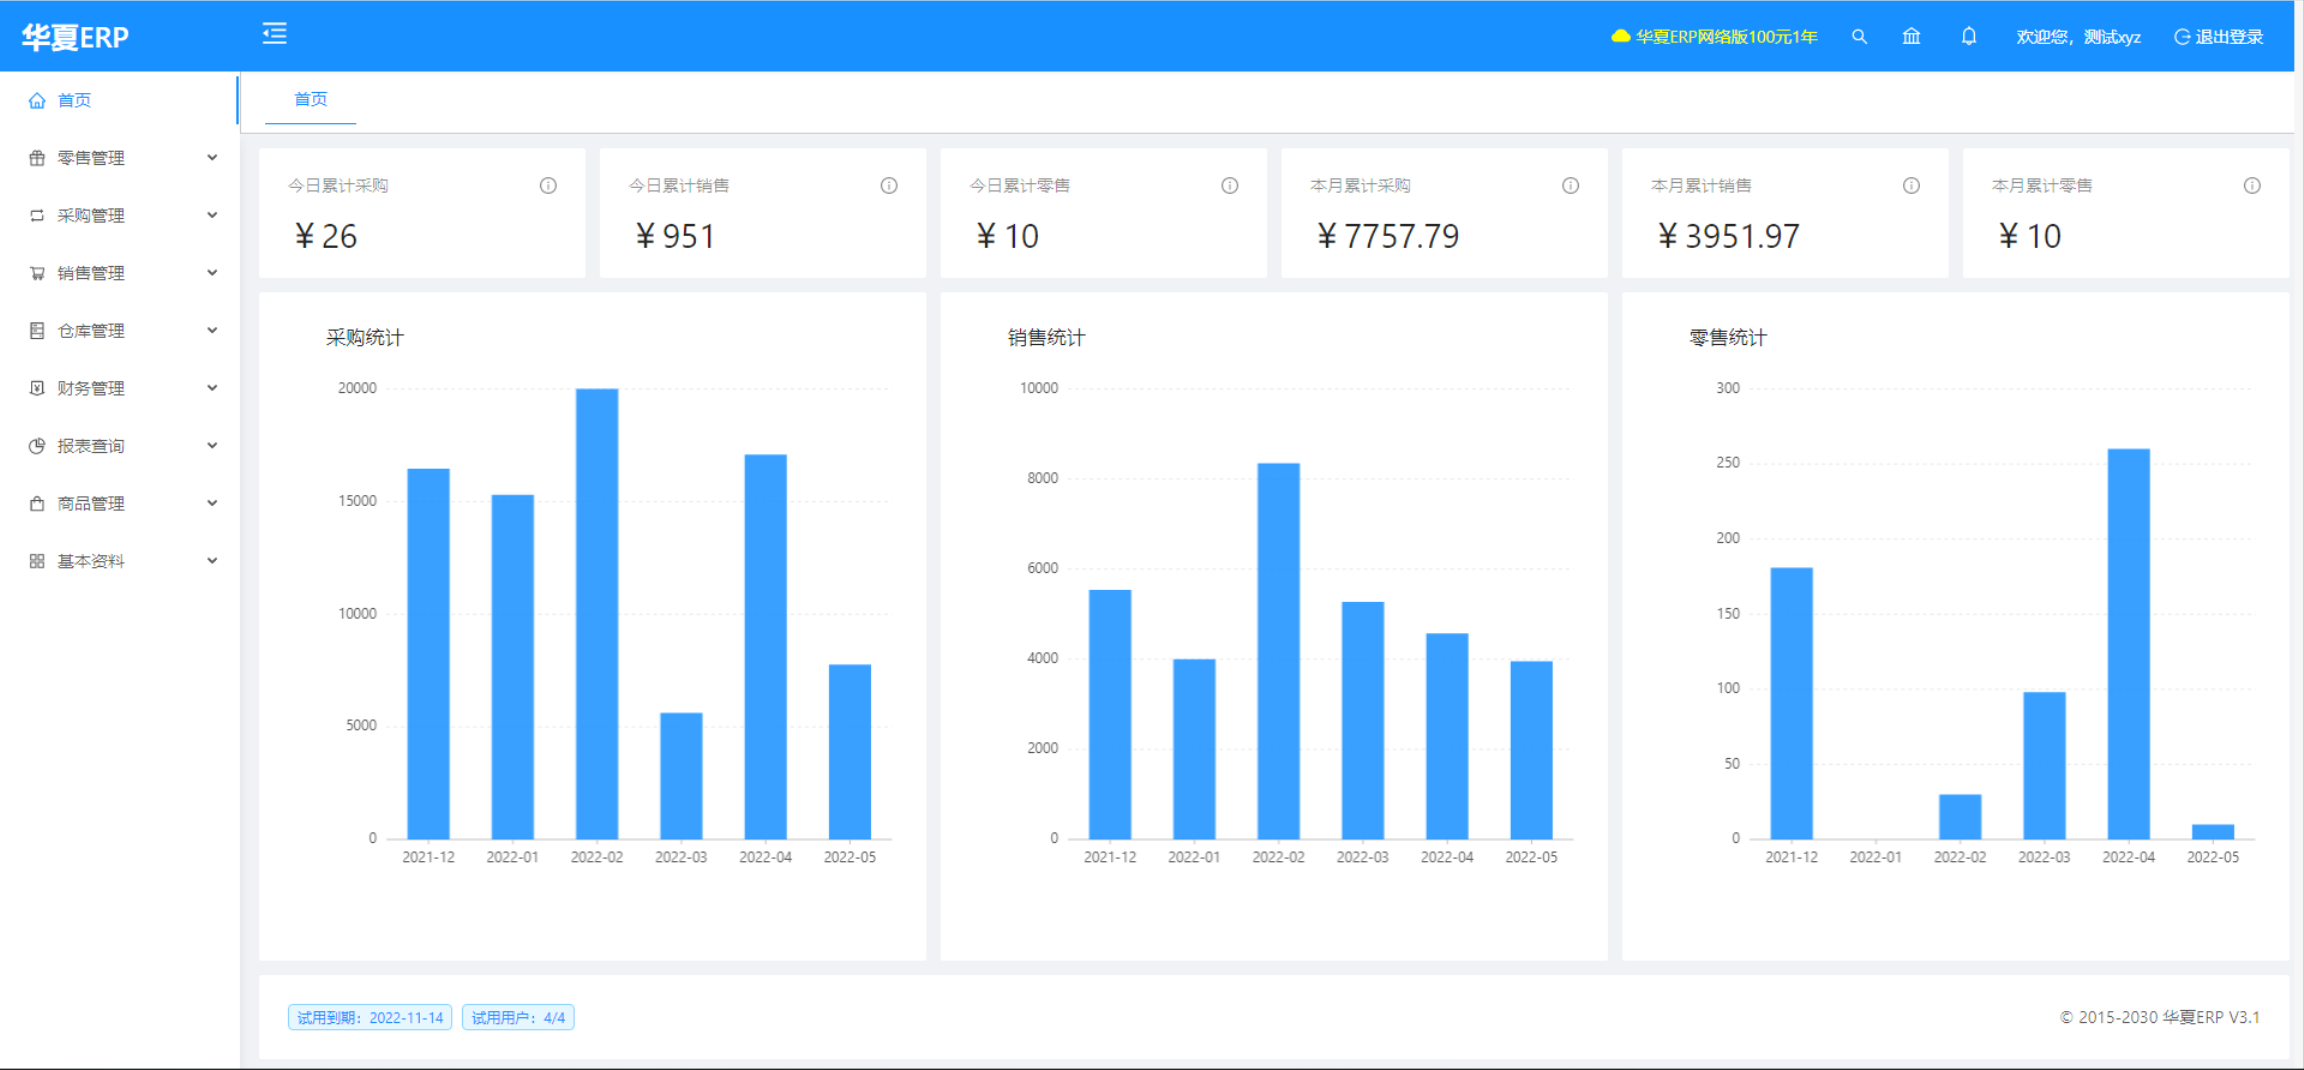 华夏ERP
华夏ERP网络版100元1年
欢迎您，测试xyz
退出登录
首页
零售管理
采购管理
销售管理
仓库管理
财务管理
报表查询
商品管理
基本资料
首页
今日累计采购
¥ 26
今日累计销售
¥ 951
今日累计零售
¥ 10
本月累计采购
¥ 7757.79
本月累计销售
¥ 3951.97
本月累计零售
¥ 10
采购统计
20000
15000
10000
5000
0
2021-12 2022-01 2022-02 2022-03 2022-04 2022-05
销售统计
10000
8000
6000
4000
2000
0
2021-12 2022-01 2022-02 2022-03 2022-04 2022-05
零售统计
300
250
200
150
100
50
0
2021-12 2022-01 2022-02 2022-03 2022-04 2022-05
试用到期：2022-11-14
试用用户：4/4
© 2015-2030 华夏ERP V3.1